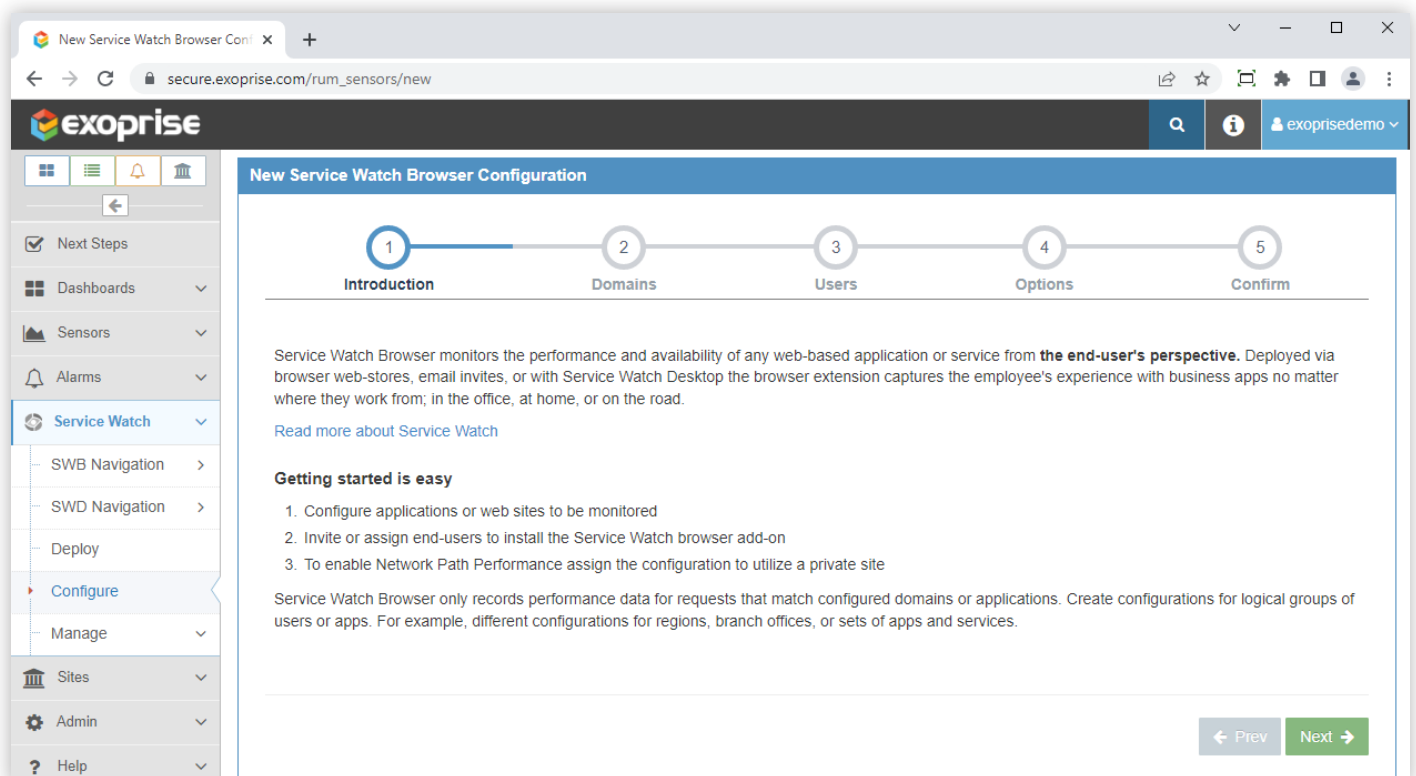 New Service Watch Browser Conf
secure.exoprise.com/rum_sensors/new
exoprise
exoprisedemo
New Service Watch Browser Configuration
Next Steps
Dashboards
Sensors
Alarms
Service Watch
SWB Navigation
SWD Navigation
Deploy
Configure
Manage
Sites
Admin
Help
1 2 3 4 5
Introduction Domains Users Options Confirm
Service Watch Browser monitors the performance and availability of any web-based application or service from the end-user's perspective. Deployed via
browser web-stores, email invites, or with Service Watch Desktop the browser extension captures the employee's experience with business apps no matter
where they work from; in the office, at home, or on the road.
Read more about Service Watch
Getting started is easy
1. Configure applications or web sites to be monitored
2. Invite or assign end-users to install the Service Watch browser add-on
3. To enable Network Path Performance assign the configuration to utilize a private site
Service Watch Browser only records performance data for requests that match configured domains or applications. Create configurations for logical groups of
users or apps. For example, different configurations for regions, branch offices, or sets of apps and services.
Prev Next